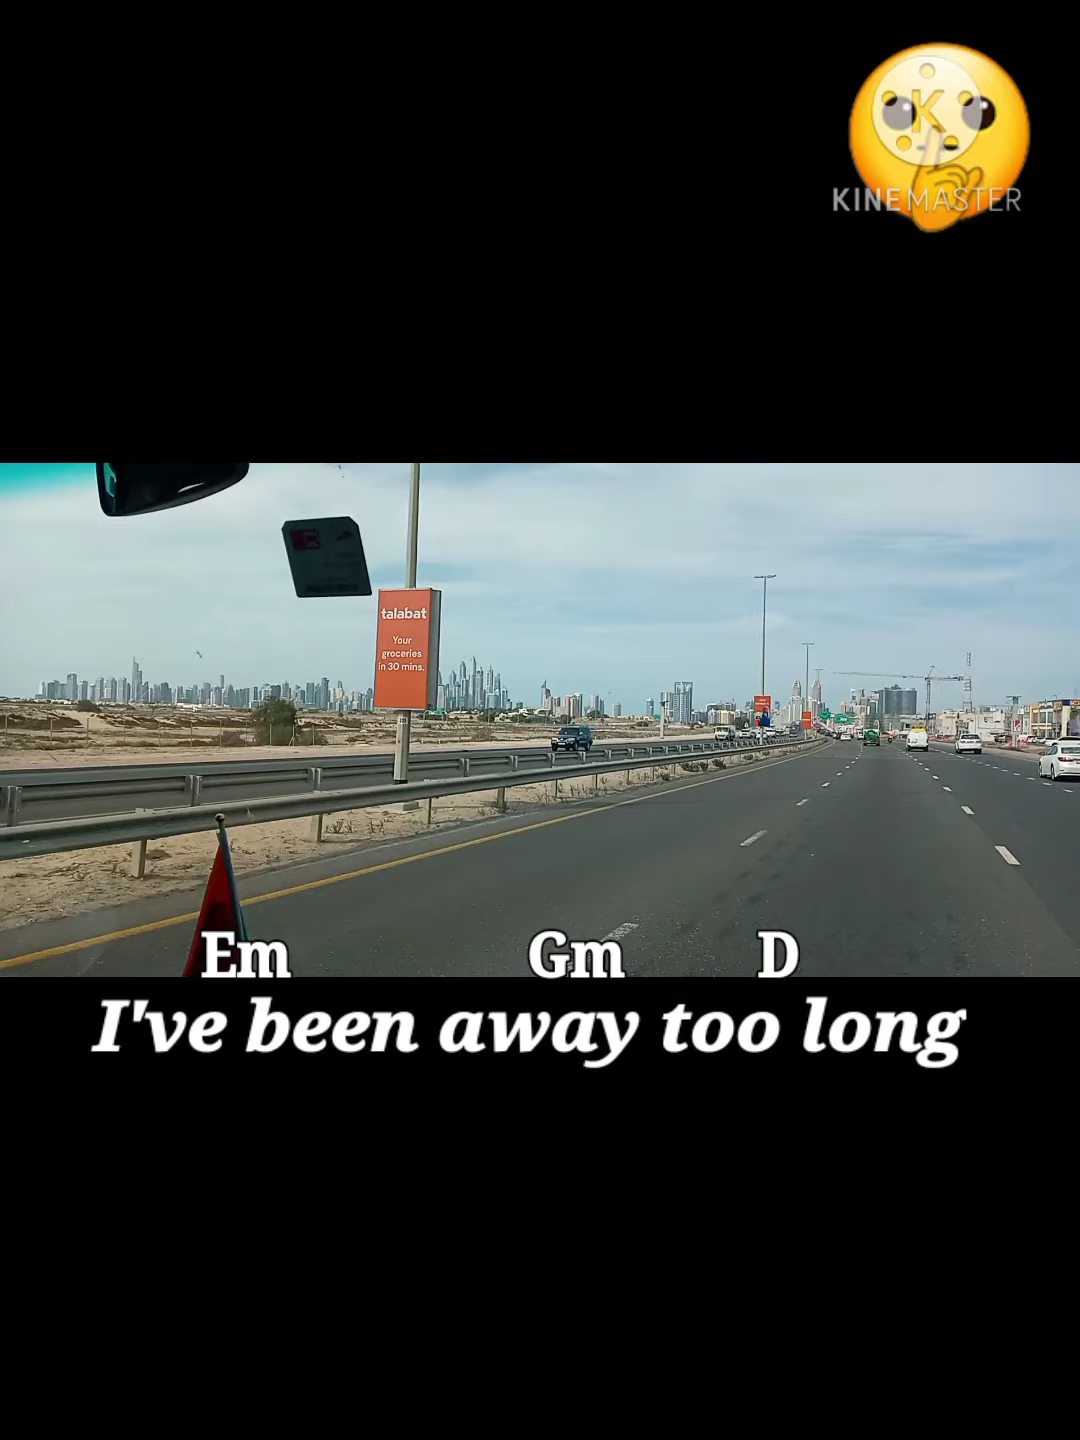 K
KINEMASTER
talabat
Your
groceries
in 30 mins.
Em Gm D
I've been away too long